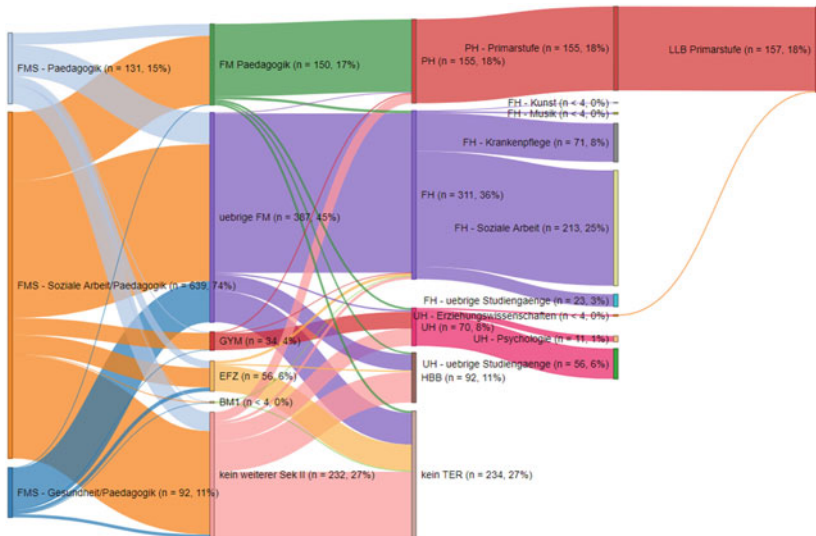 FMS - Paedagogik (n = 131, 15%)
FMS - Soziale Arbeit/Paedagogik (n = 639, 74%)
FMS - Gesundheit/Paedagogik (n = 92, 11%)
FM Paedagogik (n = 150, 17%)
uebrige FM (n = 387, 45%)
GYM (n = 34, 4%)
EFZ (n = 56, 6%)
BM1 (n < 4, 0%)
kein weiterer Sek II (n = 232, 27%)
PH (n = 155, 18%)
FH (n = 311, 36%)
UH (n = 70, 8%)
HBB (n = 92, 11%)
kein TER (n = 234, 27%)
PH - Primarstufe (n = 155, 18%)
FH - Kunst (n < 4, 0%)
FH - Musik (n < 4, 0%)
FH - Krankenpflege (n = 71, 8%)
FH - Soziale Arbeit (n = 213, 25%)
FH - uebrige Studiengaenge (n = 23, 3%)
UH - Erziehungswissenschaften (n < 4, 0%)
UH - Psychologie (n = 11, 1%)
UH - uebrige Studiengaenge (n = 56, 6%)
LLB Primarstufe (n = 157, 18%)